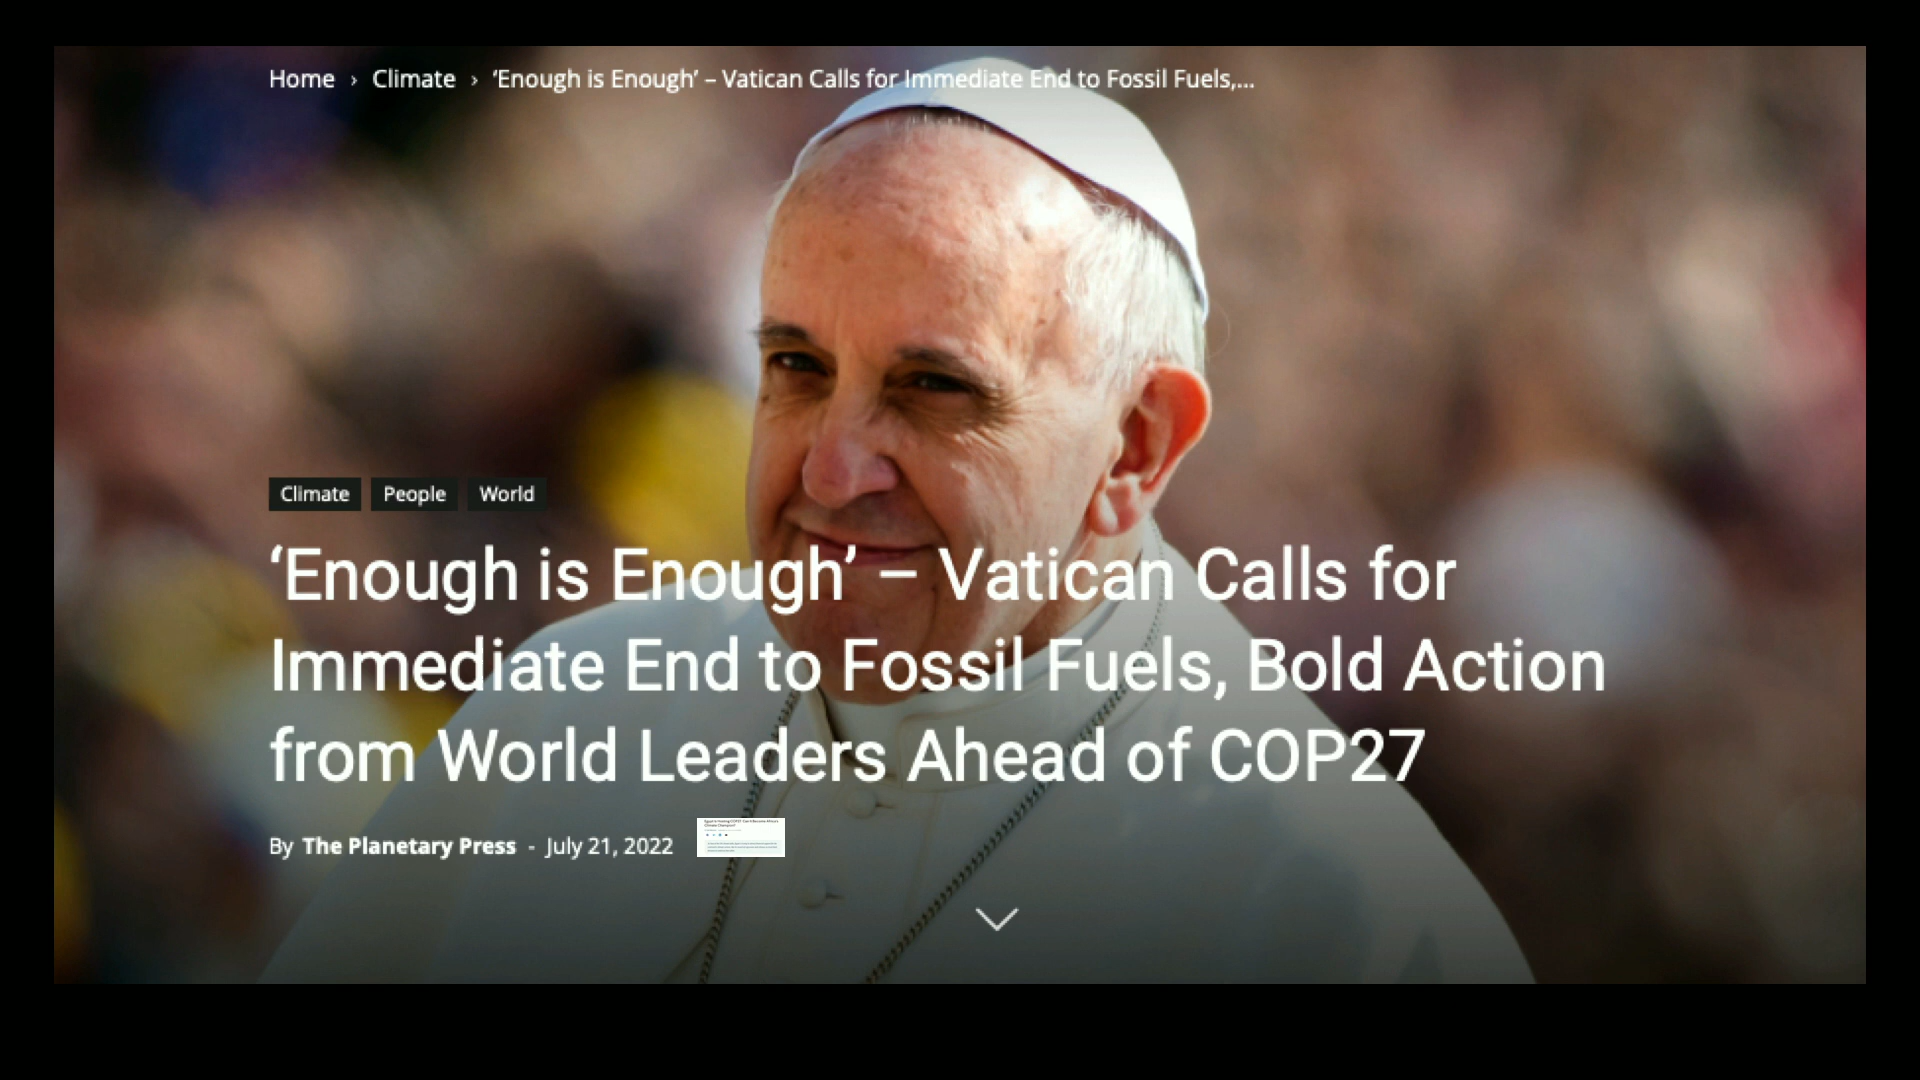 Home › Climate › ‘Enough is Enough’ – Vatican Calls for Immediate End to Fossil Fuels,...
Climate People World
‘Enough is Enough’ – Vatican Calls for
Immediate End to Fossil Fuels, Bold Action
from World Leaders Ahead of COP27
By The Planetary Press - July 21, 2022